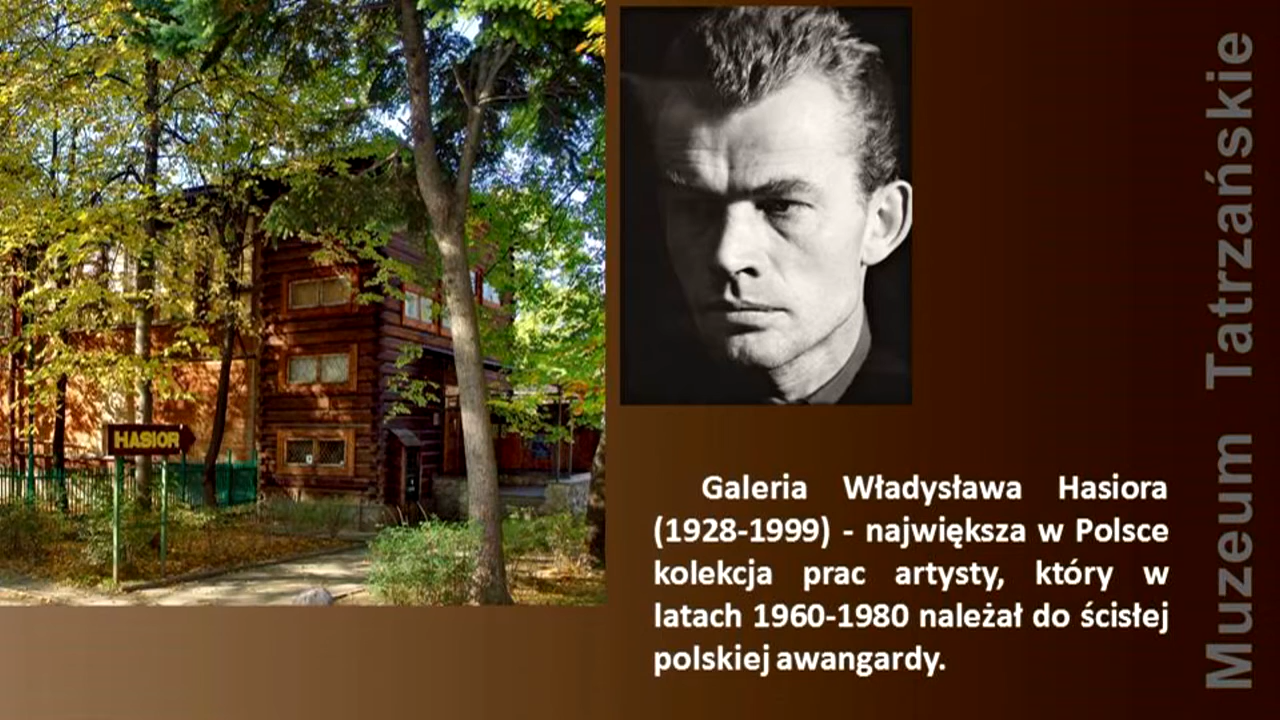 HASIOR
Galeria Władysława Hasiora
(1928-1999) - największa w Polsce
kolekcja prac artysty, który w
latach 1960-1980 należał do ścisłej
polskiej awangardy.
Muzeum Tatrzańskie